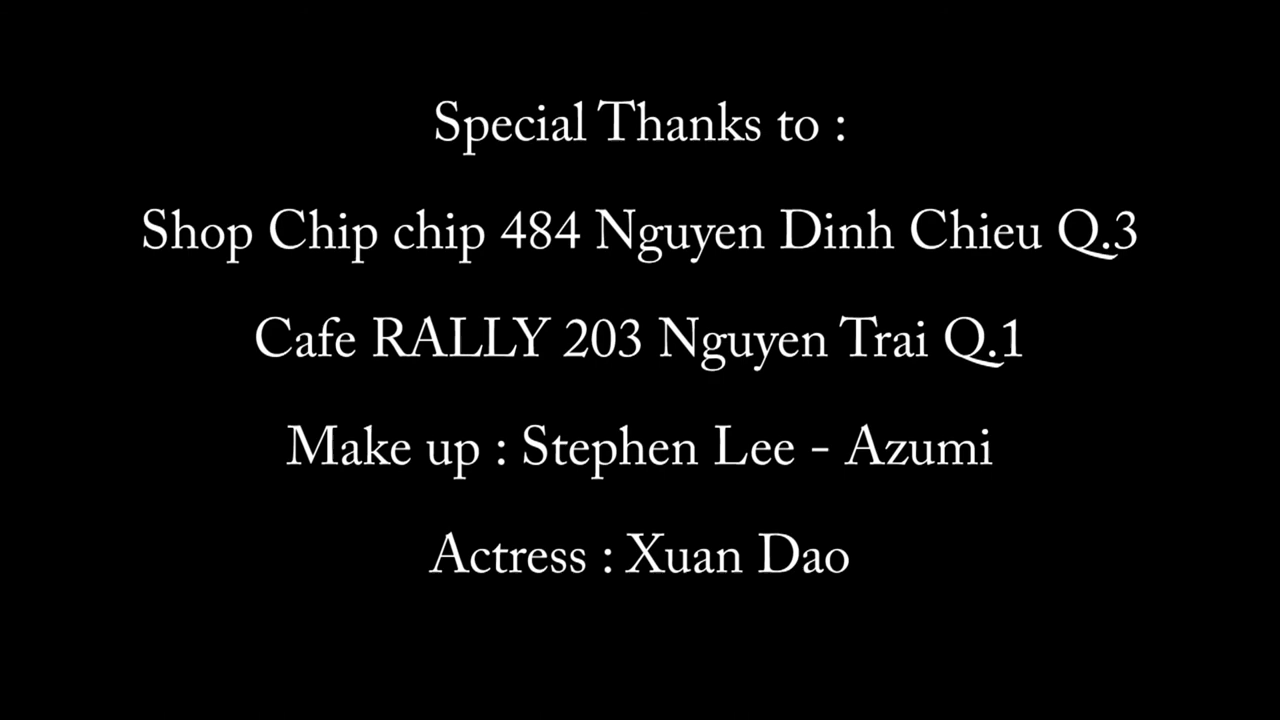 Special Thanks to :
Shop Chip chip 484 Nguyen Dinh Chieu Q.3
Cafe RALLY 203 Nguyen Trai Q.1
Make up : Stephen Lee - Azumi
Actress : Xuan Dao